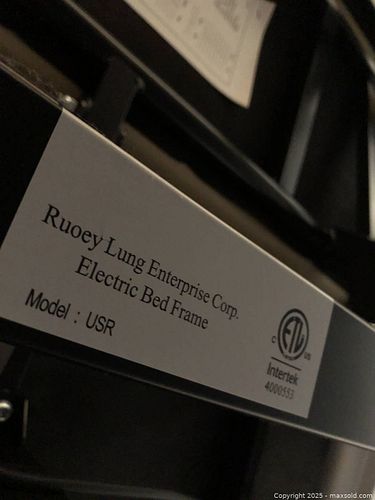 Ruoey Lung Enterprise Corp.
Electric Bed Frame
Model : USR
ETL
C US
Intertek
4000553
Copyright 2025 - maxsold.com